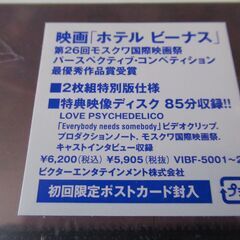 映画「ホテル ビーナス」
第26回モスクワ国際映画祭
パースペクティブ・コンペティション
最優秀作品賞受賞
■2枚組特別版仕様
■特典映像ディスク 85分収録!!
LOVE PSYCHEDELICO
「Everybody needs somebody」ビデオクリップ、
プロダクションノート、モスクワ国際映画祭、
キャストインタビュー収録
¥6,200(税込) ¥5,905(税抜) VIBF-5001~2
ビクターエンタテインメント株式会社
初回限定ポストカード封入